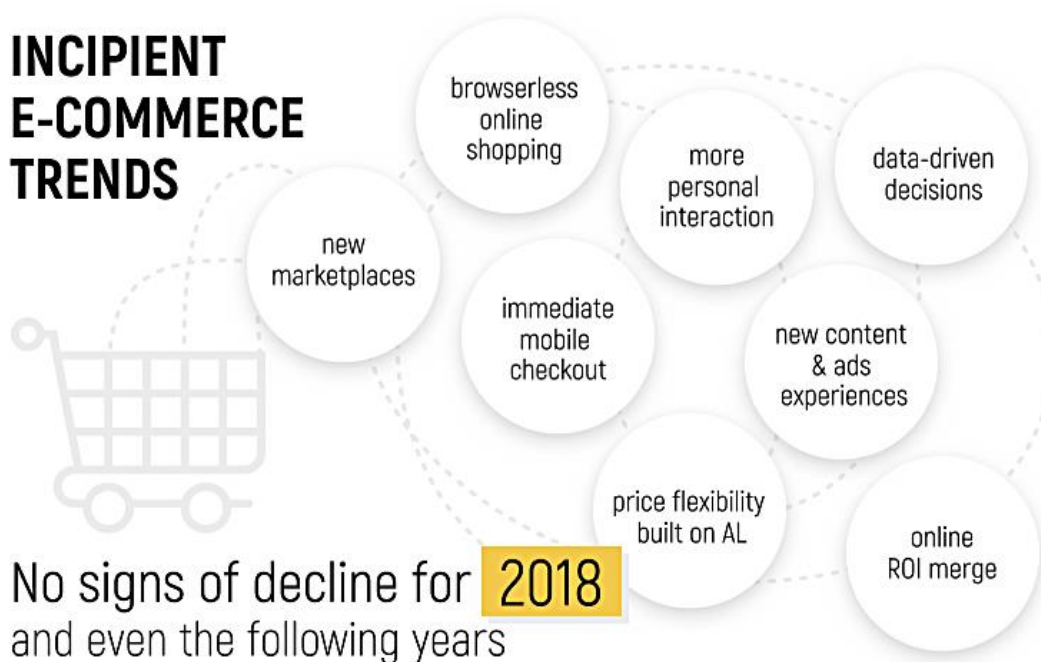 INCIPIENT
E-COMMERCE
TRENDS
browserless
online
shopping
more
personal
interaction
data-driven
decisions
new
marketplaces
immediate
mobile
checkout
new content
& ads
experiences
price flexibility
built on AL
online
ROI merge
No signs of decline for 2018
and even the following years